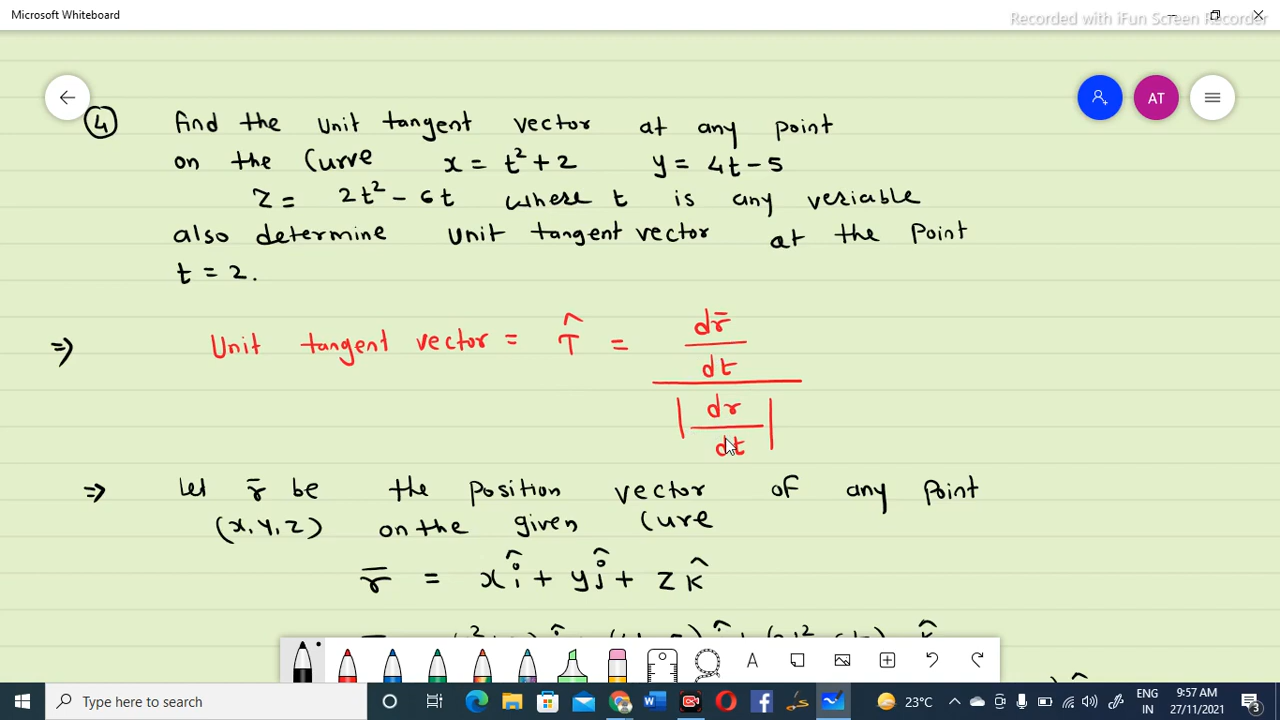 Microsoft Whiteboard
Recorded with iFun Screen Recorder
AT
④ And the Unit tangent vector at any point
on the Curve x = t² + 2 y = 4t - 5
z = 2t² - 6t where t is any veriable
also determine Unit tangent vector at the Point
t = 2.
⇒ Unit tangent vector = T̂ = dr̄/dt / |dr/dt|
⇒ Let r̄ be the Position vector of any Point
(x, y, z) on the given Cure
r̄ = xî + yĵ + zk̂
A
Type here to search
23°C
ENG
IN
9:57 AM
27/11/2021
3